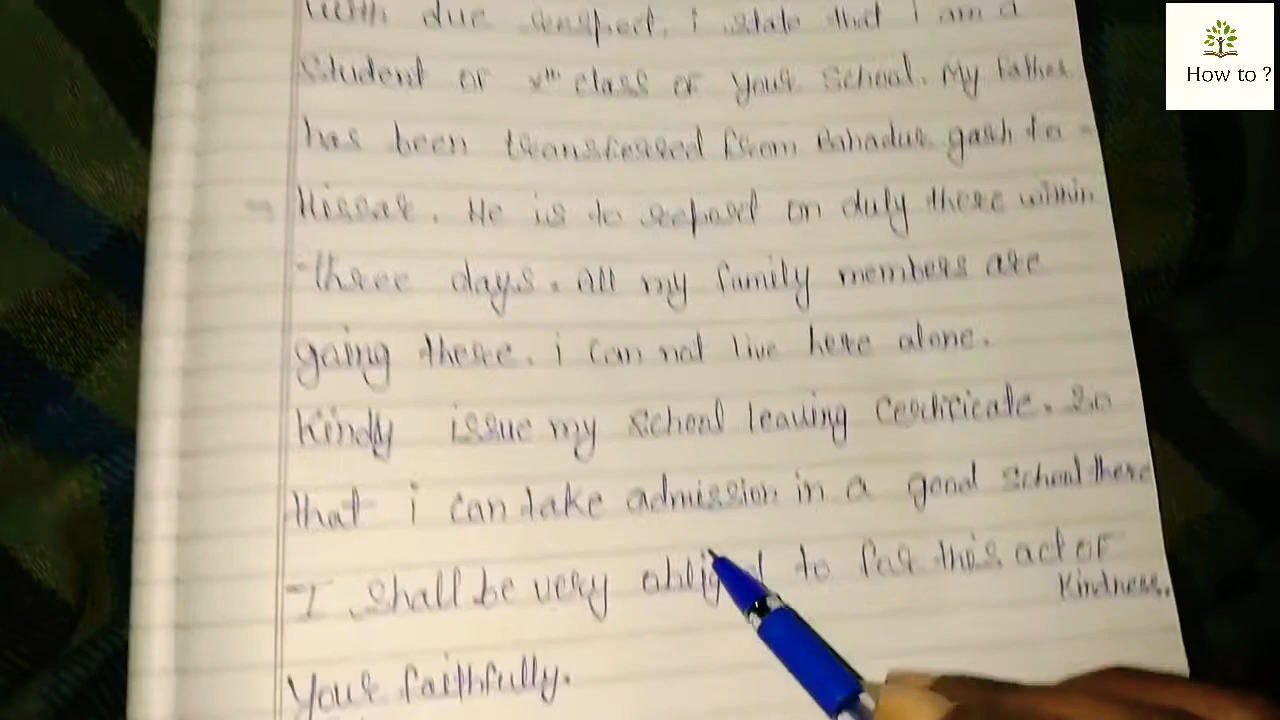 How to ?
With due respect, i state that i am a
Student of xth class of your School. My father
has been transferred from Bahadur garh to -
Hissar. He is to report on duly there within
three days. All my family members are
going there. i can not live here alone.
Kindly issue my school leaving certificate. So
that i can take admission in a good school there
I shall be very obliged to for this act of
Kindness.
Your faithfully.